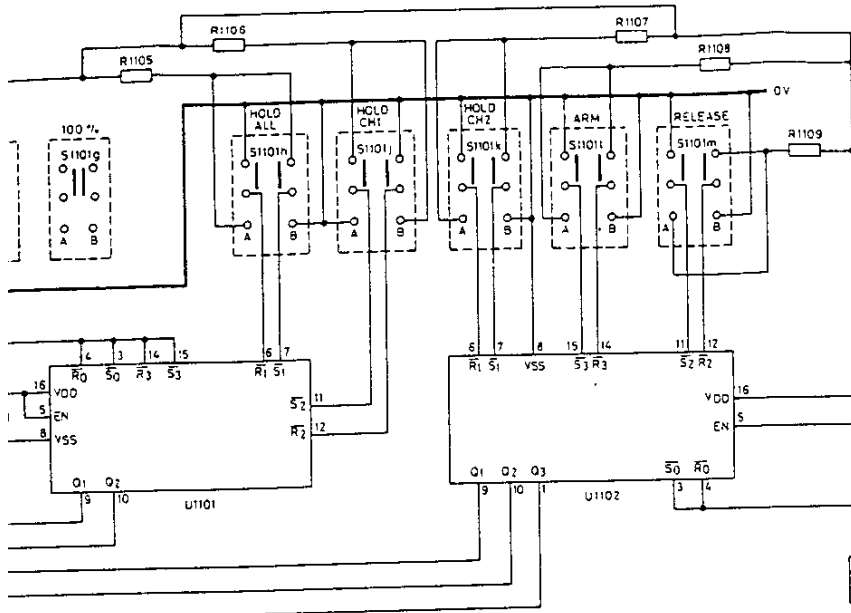 R1106
R1107
R1105
R1108
0V
HOLD
ALL
HOLD
CH1
HOLD
CH2
ARM
RELEASE
R1109
100 %
S1101g
S1101h
S1101j
S1101k
S1101l
S1101m
A B
A B
A B
A B
A B
A B
4 3 14 15 6 7
R̅0 S̅0 R̅3 S̅3 R̅1 S̅1
16 VDD
5 EN
8 VSS
S̅2 11
R̅2 12
Q1 Q2
9 10
U1101
6 7 8 15 14 11 12
R̅1 S̅1 VSS S̅3 R̅3 S̅2 R̅2
VDD 16
EN 5
Q1 Q2 Q3
9 10 1
S̅0 R̅0
3 4
U1102